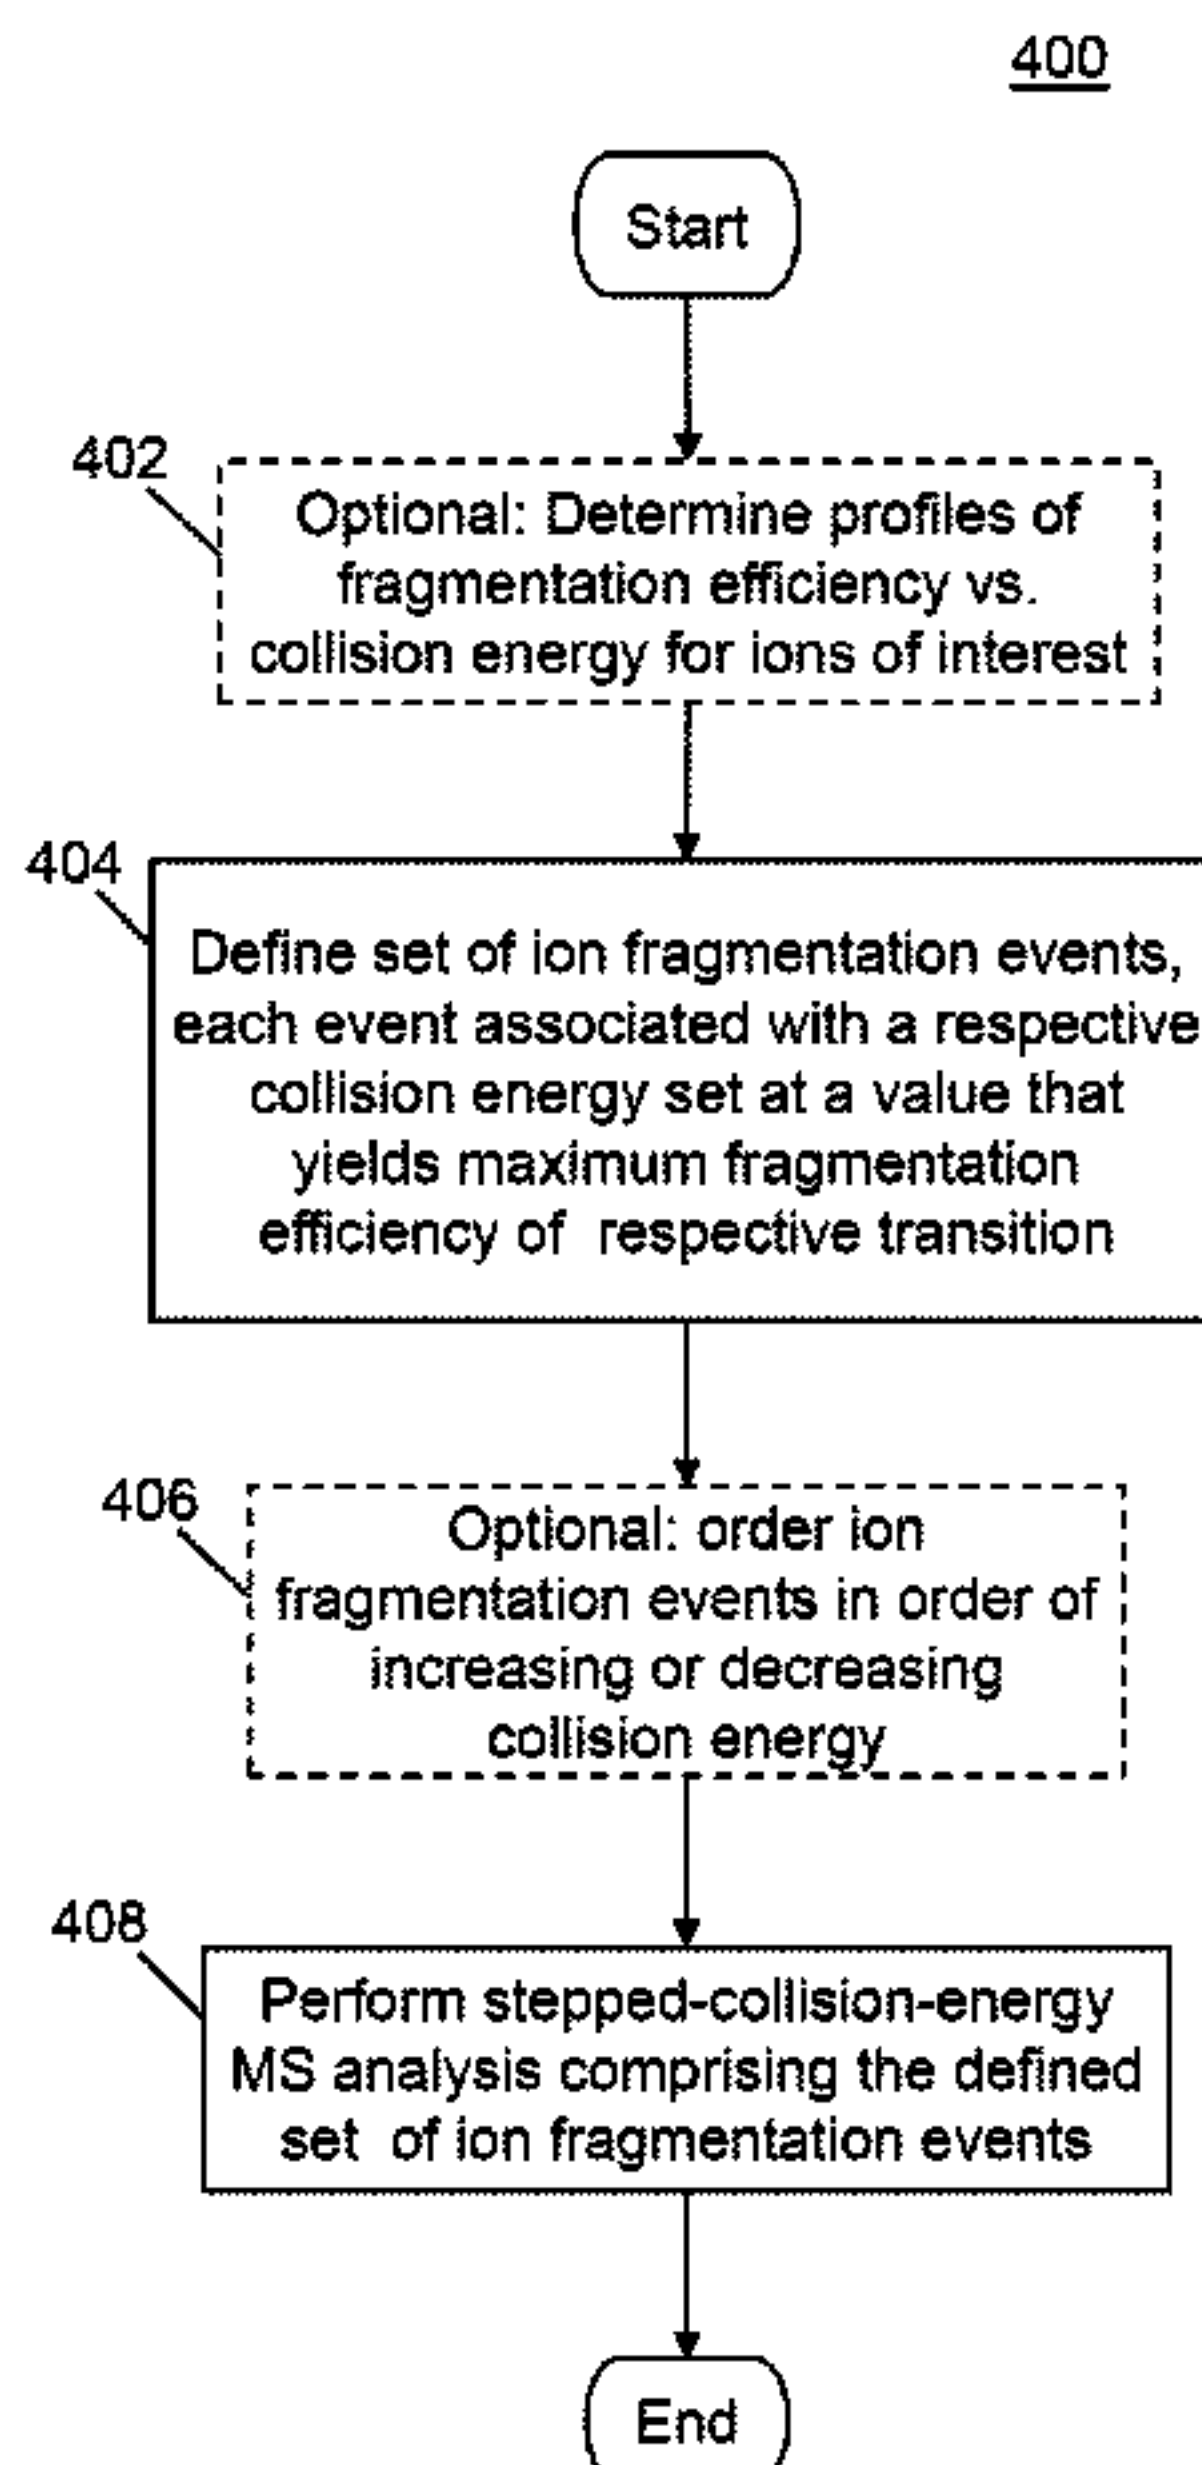 400
Start
402
Optional: Determine profiles of
fragmentation efficiency vs.
collision energy for ions of interest
404
Define set of ion fragmentation events,
each event associated with a respective
collision energy set at a value that
yields maximum fragmentation
efficiency of respective transition
406
Optional: order ion
fragmentation events in order of
increasing or decreasing
collision energy
408
Perform stepped-collision-energy
MS analysis comprising the defined
set of ion fragmentation events
End